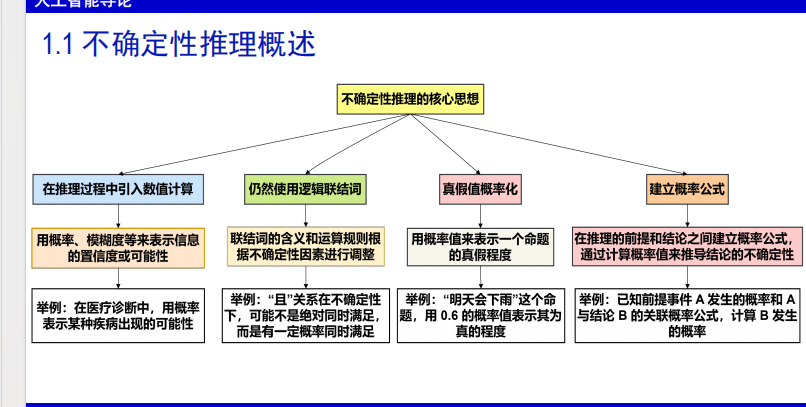 人工智能导论
1.1 不确定性推理概述
不确定性推理的核心思想
在推理过程中引入数值计算
仍然使用逻辑联结词
真假值概率化
建立概率公式
用概率、模糊度等来表示信息
的置信度或可能性
联结词的含义和运算规则根
据不确定性因素进行调整
用概率值来表示一个命题
的真假程度
在推理的前提和结论之间建立概率公式，
通过计算概率值来推导结论的不确定性
举例：在医疗诊断中，用概率
表示某种疾病出现的可能性
举例：“且”关系在不确定性
下，可能不是绝对同时满足，
而是有一定概率同时满足
举例：“明天会下雨”这个命
题，用 0.6 的概率值表示其为
真的程度
举例：已知前提事件 A 发生的概率和 A
与结论 B 的关联概率公式，计算 B 发生
的概率